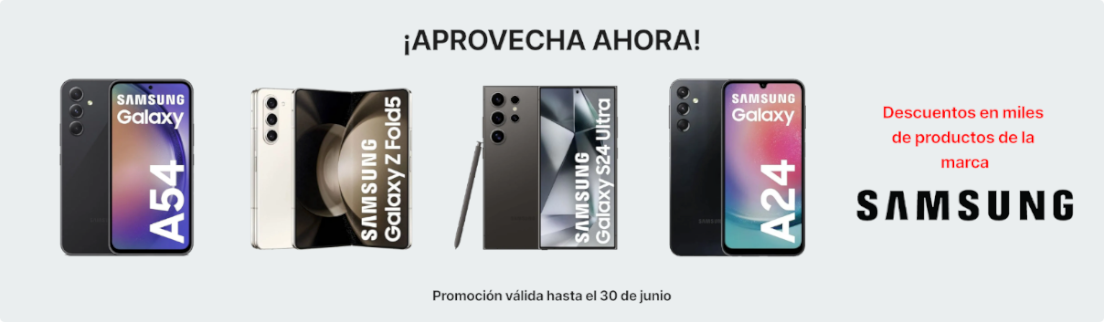 ¡APROVECHA AHORA!
SAMSUNG
Galaxy
A54
SAMSUNG
Galaxy Z Fold5
SAMSUNG
Galaxy S24 Ultra
SAMSUNG
Galaxy
A24
Descuentos en miles
de productos de la
marca
SAMSUNG
Promoción válida hasta el 30 de junio